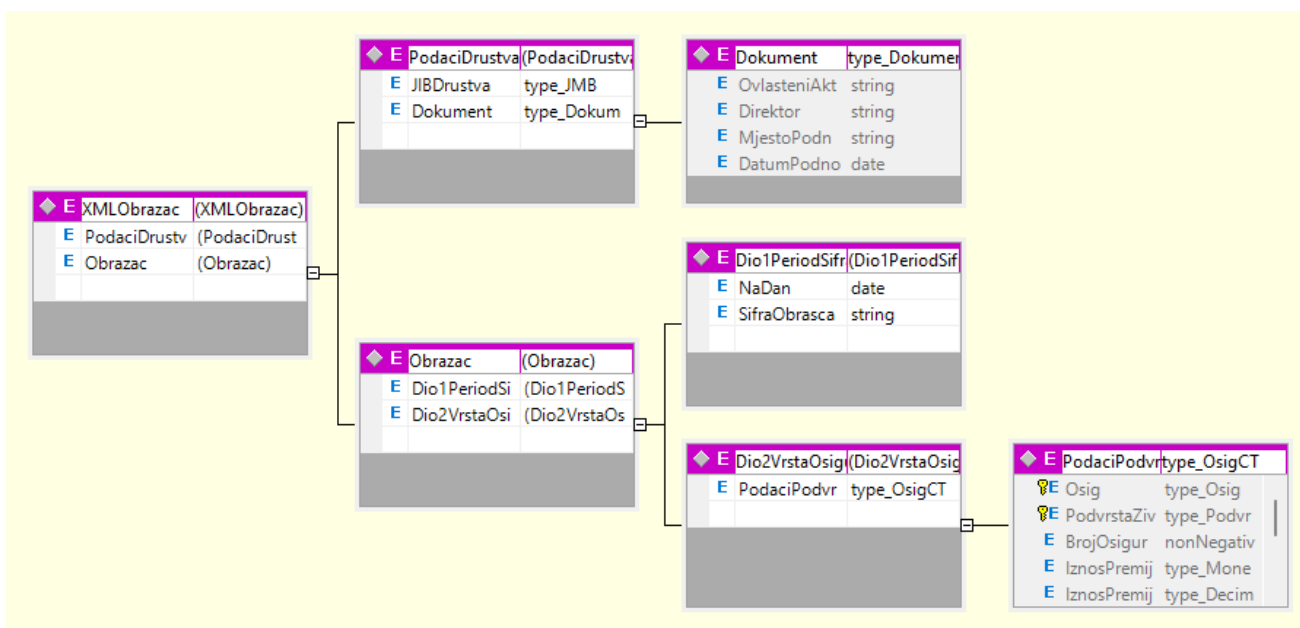 E XMLObrazac (XMLObrazac)
E PodaciDrustv (PodaciDrust
E Obrazac (Obrazac)
E PodaciDrustva (PodaciDrustv
E JIBDrustva type_JMB
E Dokument type_Dokum
E Dokument type_Dokumen
E OvlasteniAkt string
E Direktor string
E MjestoPodn string
E DatumPodno date
E Obrazac (Obrazac)
E Dio1PeriodSi (Dio1PeriodS
E Dio2VrstaOsi (Dio2VrstaOs
E Dio1PeriodSifr (Dio1PeriodSif
E NaDan date
E SifraObrasca string
E Dio2VrstaOsig (Dio2VrstaOsig
E PodaciPodvr type_OsigCT
E PodaciPodvr type_OsigCT
E Osig type_Osig
E PodvrstaZiv type_Podvr
E BrojOsigur nonNegativ
E IznosPremij type_Mone
E IznosPremij type_Decim